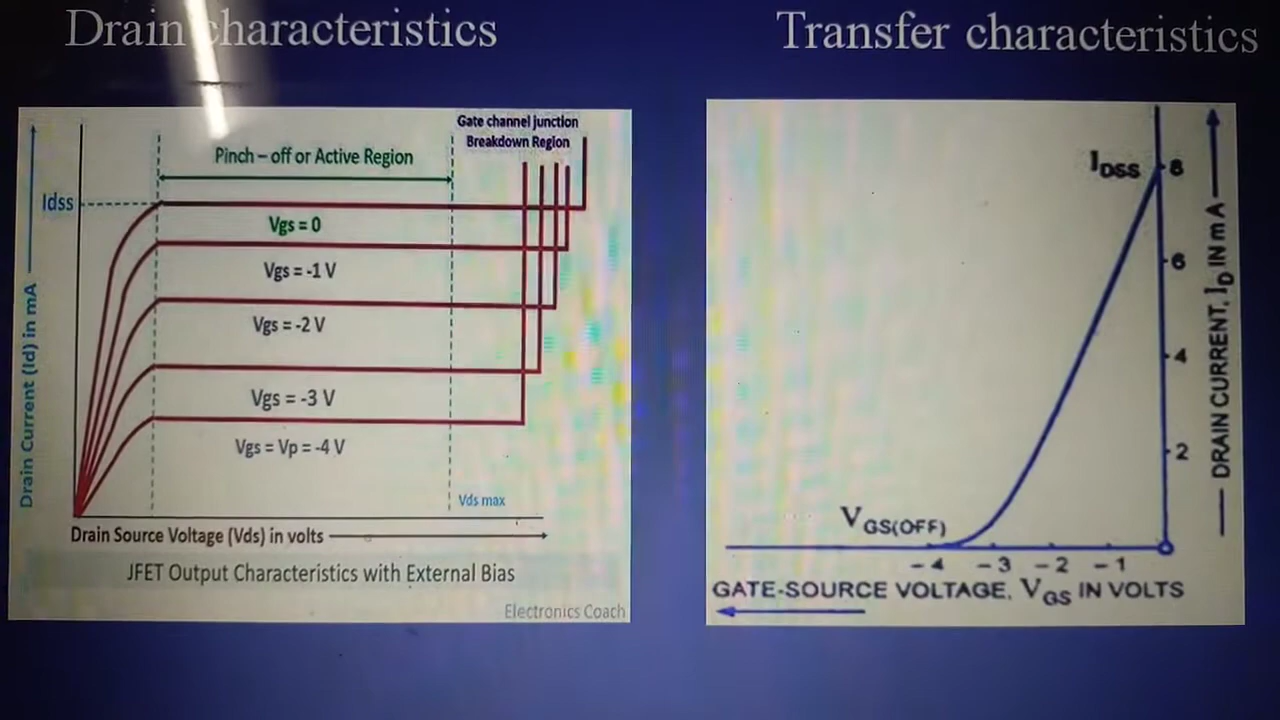 Drain characteristics
Transfer characteristics
Gate channel junction
Breakdown Region
Pinch – off or Active Region
Idss
Vgs = 0
Vgs = -1 V
Vgs = -2 V
Vgs = -3 V
Vgs = Vp = -4 V
Vds max
Drain Current (Id) in mA
Drain Source Voltage (Vds) in volts
JFET Output Characteristics with External Bias
Electronics Coach
IDSS
8
6
4
2
DRAIN CURRENT, ID IN mA
VGS(OFF)
-4 -3 -2 -1
GATE-SOURCE VOLTAGE, VGS IN VOLTS